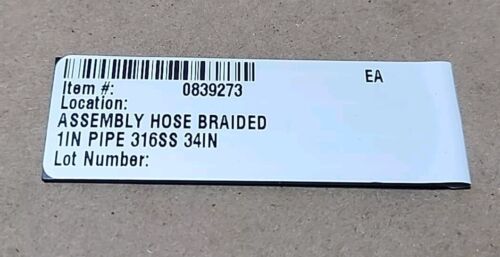 EA
Item #: 0839273
Location:
ASSEMBLY HOSE BRAIDED
1IN PIPE 316SS 34IN
Lot Number: